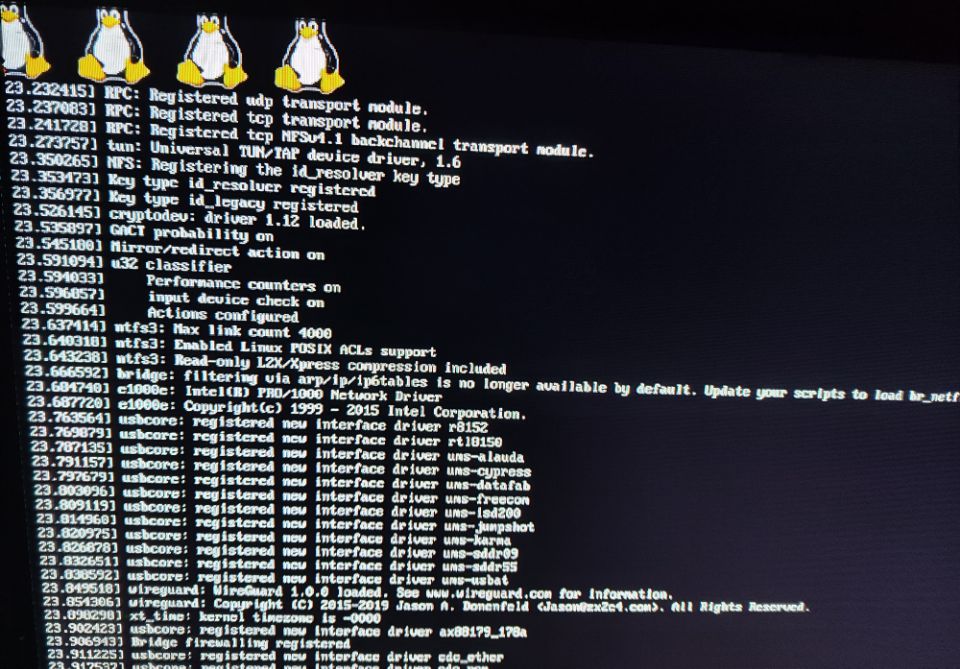 23.232415] RPC: Registered udp transport module.
23.237083] RPC: Registered tcp transport module.
23.241728] RPC: Registered tcp NFSv4.1 backchannel transport module.
23.273757] tun: Universal TUN/TAP device driver, 1.6
23.350265] NFS: Registering the id_resolver key type
23.353473] Key type id_resolver registered
23.356977] Key type id_legacy registered
23.526145] cryptodev: driver 1.12 loaded.
23.535897] GACT probability on
23.545180] Mirror/redirect action on
23.591094] u32 classifier
23.594033] Performance counters on
23.596857] input device check on
23.599664] Actions configured
23.637414] ntfs3: Max link count 4000
23.640318] ntfs3: Enabled Linux POSIX ACLs support
23.643238] ntfs3: Read-only LZX/Xpress compression included
23.666592] bridge: filtering via arp/ip/ip6tables is no longer available by default. Update your scripts to load br_netf
23.684740] e1000e: Intel(R) PRO/1000 Network Driver
23.687720] e1000e: Copyright(c) 1999 - 2015 Intel Corporation.
23.763564] usbcore: registered new interface driver r8152
23.769879] usbcore: registered new interface driver rtl8150
23.787135] usbcore: registered new interface driver ums-alauda
23.791157] usbcore: registered new interface driver ums-cypress
23.797679] usbcore: registered new interface driver ums-datafab
23.803096] usbcore: registered new interface driver ums-freecom
23.809119] usbcore: registered new interface driver ums-isd200
23.814960] usbcore: registered new interface driver ums-jumpshot
23.820975] usbcore: registered new interface driver ums-karma
23.826878] usbcore: registered new interface driver ums-sddr09
23.832651] usbcore: registered new interface driver ums-sddr55
23.838592] usbcore: registered new interface driver ums-usbat
23.849518] wireguard: WireGuard 1.0.0 loaded. See www.wireguard.com for information.
23.854306] wireguard: Copyright (C) 2015-2019 Jason A. Donenfeld <Jason@zx2c4.com>. All Rights Reserved.
23.898298] xt_time: kernel timezone is -0000
23.902423] usbcore: registered new interface driver ax88179_178a
23.906943] Bridge firewalling registered
23.911225] usbcore: registered new interface driver cdc_ether
23.917532] usbcore: registered new interface driver